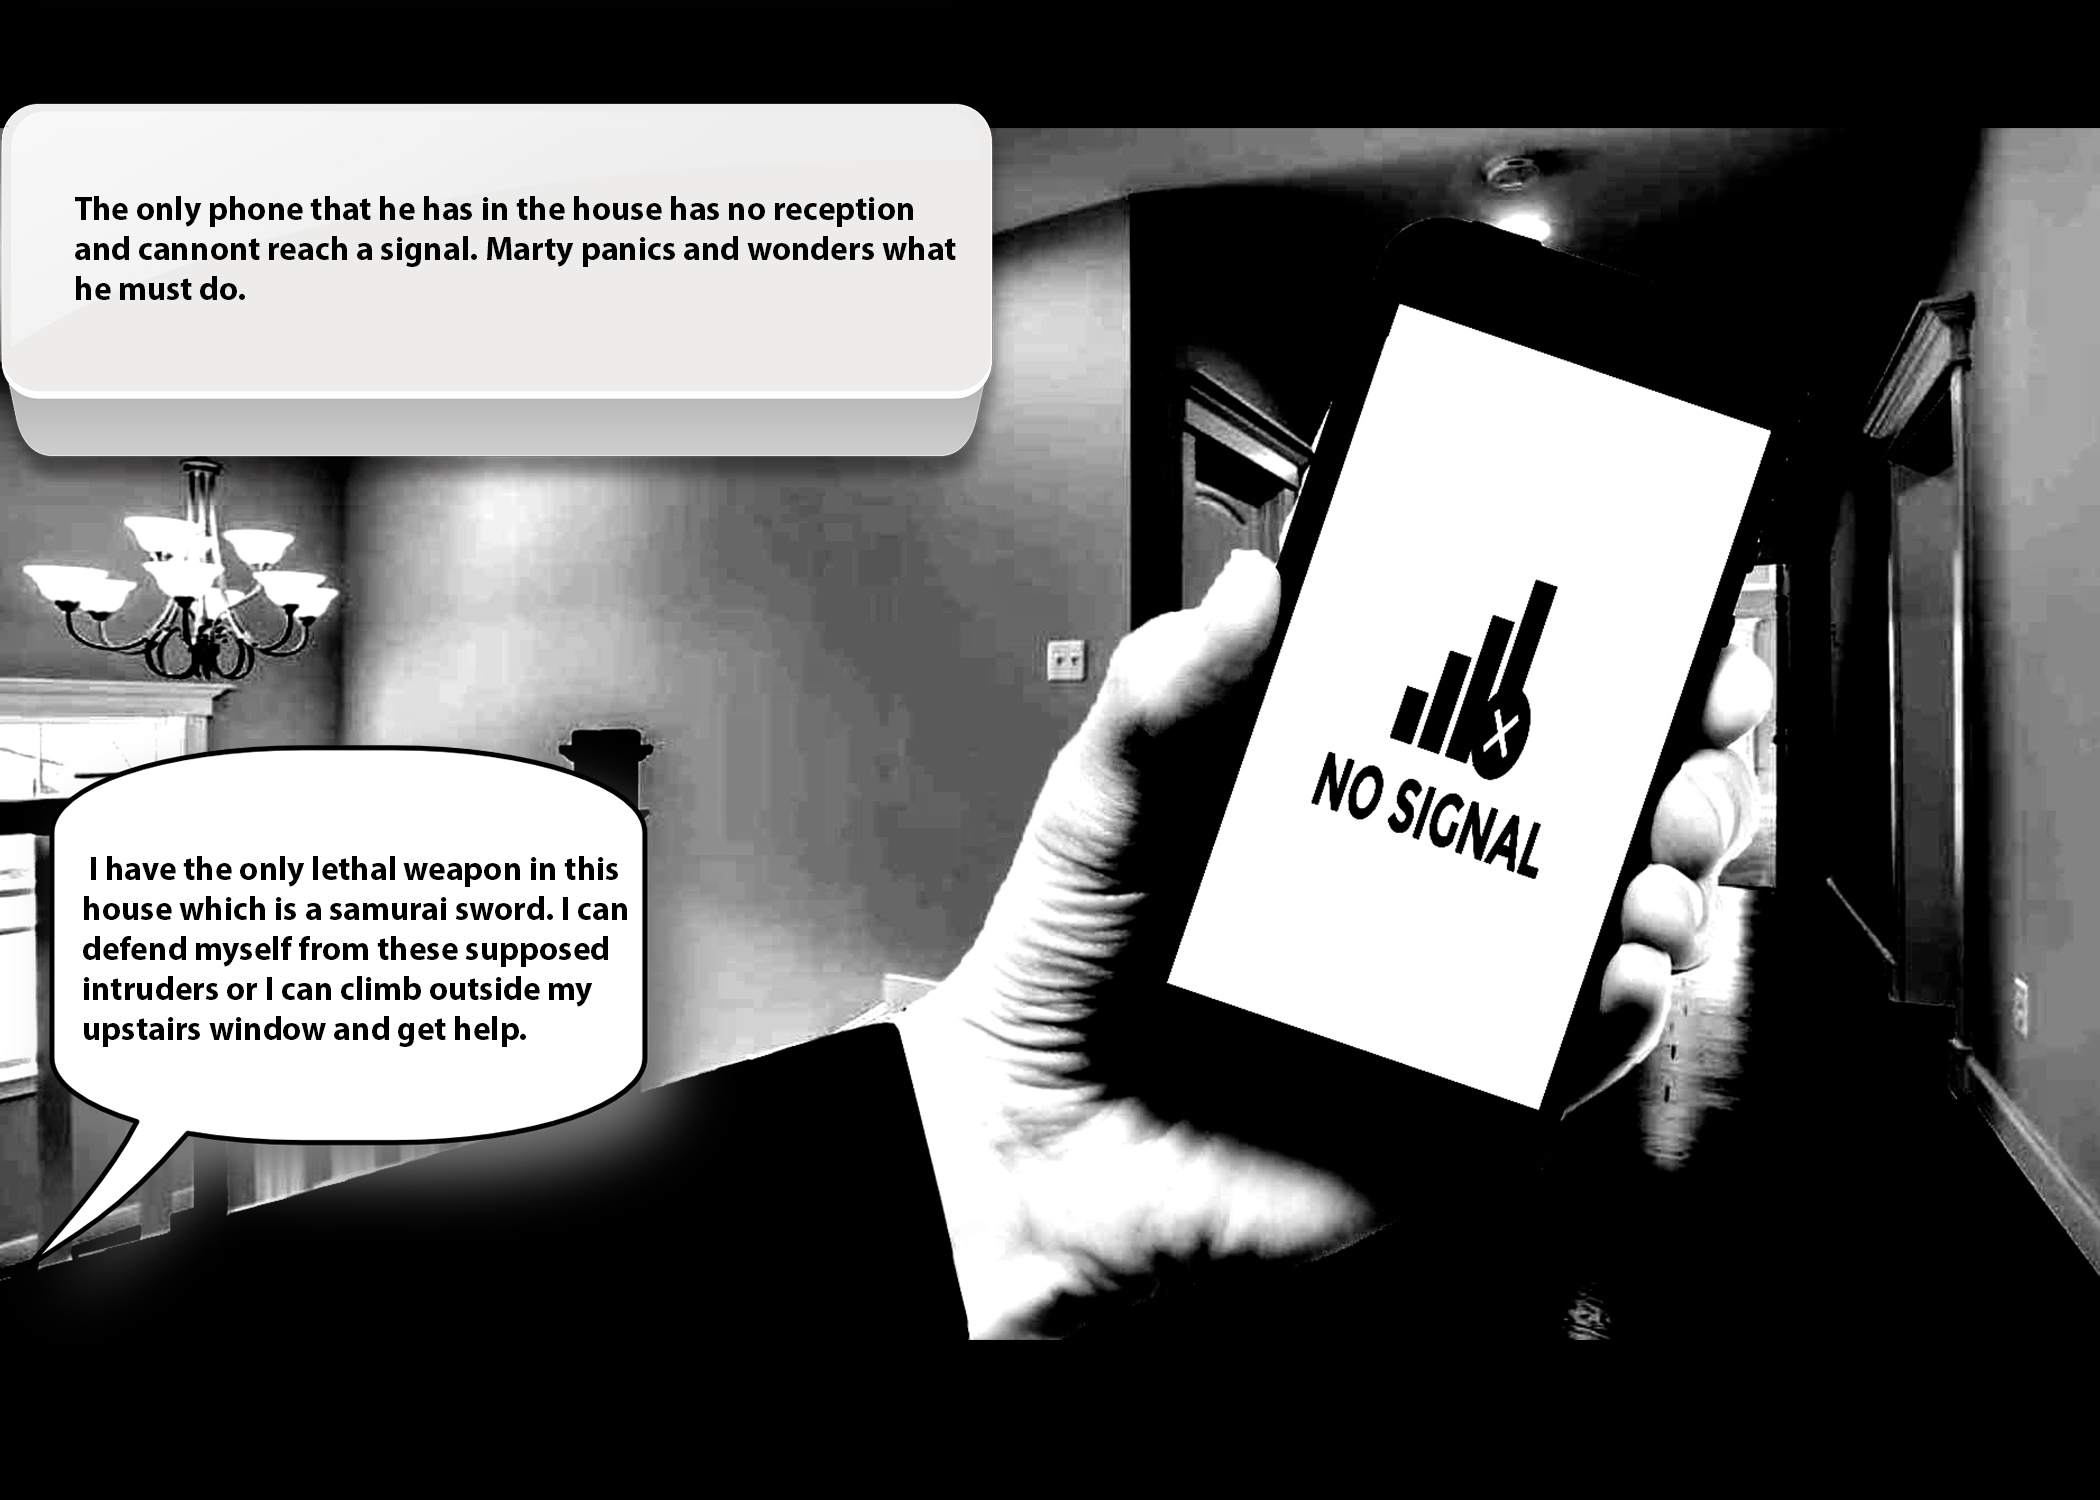 The only phone that he has in the house has no reception
and cannont reach a signal. Marty panics and wonders what
he must do.
NO SIGNAL
I have the only lethal weapon in this
house which is a samurai sword. I can
defend myself from these supposed
intruders or I can climb outside my
upstairs window and get help.